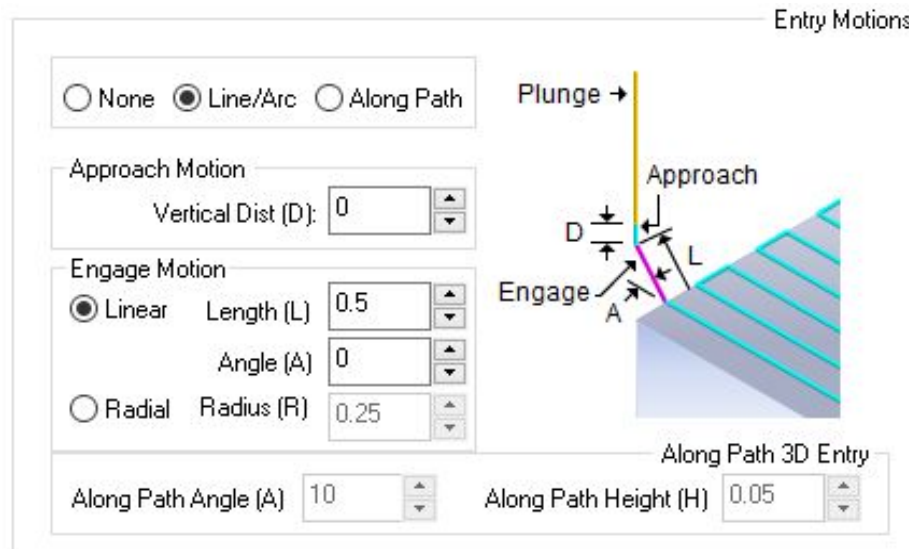 Entry Motions
None Line/Arc Along Path
Approach Motion
Vertical Dist (D): 0
Engage Motion
Linear Length (L) 0.5
Angle (A) 0
Radial Radius (R) 0.25
Plunge
Approach
D
L
Engage
A
Along Path 3D Entry
Along Path Angle (A) 10 Along Path Height (H) 0.05